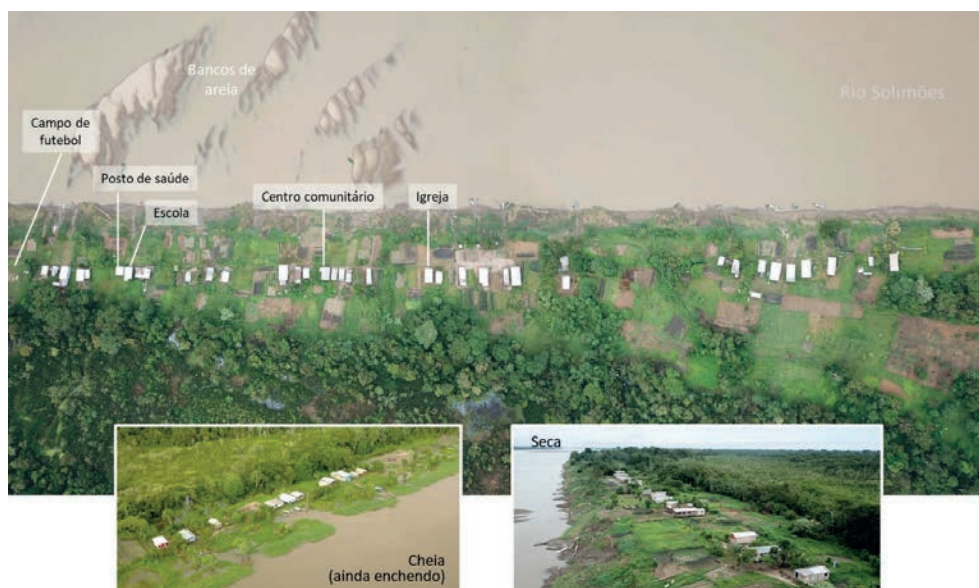 Bancos de
areia
Rio Solimões
Campo de
futebol
Posto de saúde
Escola
Centro comunitário
Igreja
Cheia
(ainda enchendo)
Seca